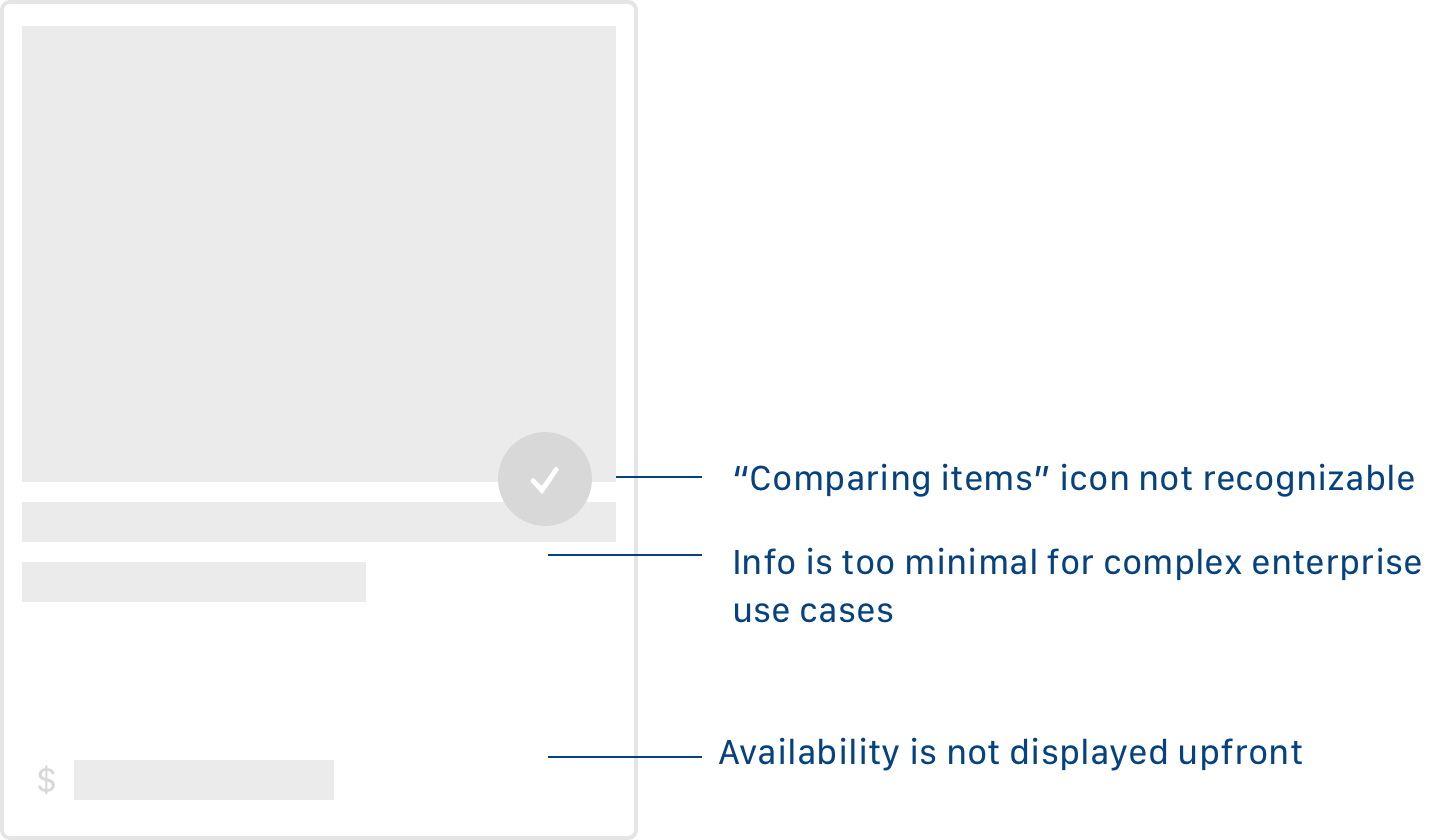 “Comparing items” icon not recognizable
Info is too minimal for complex enterprise
use cases
Availability is not displayed upfront
$